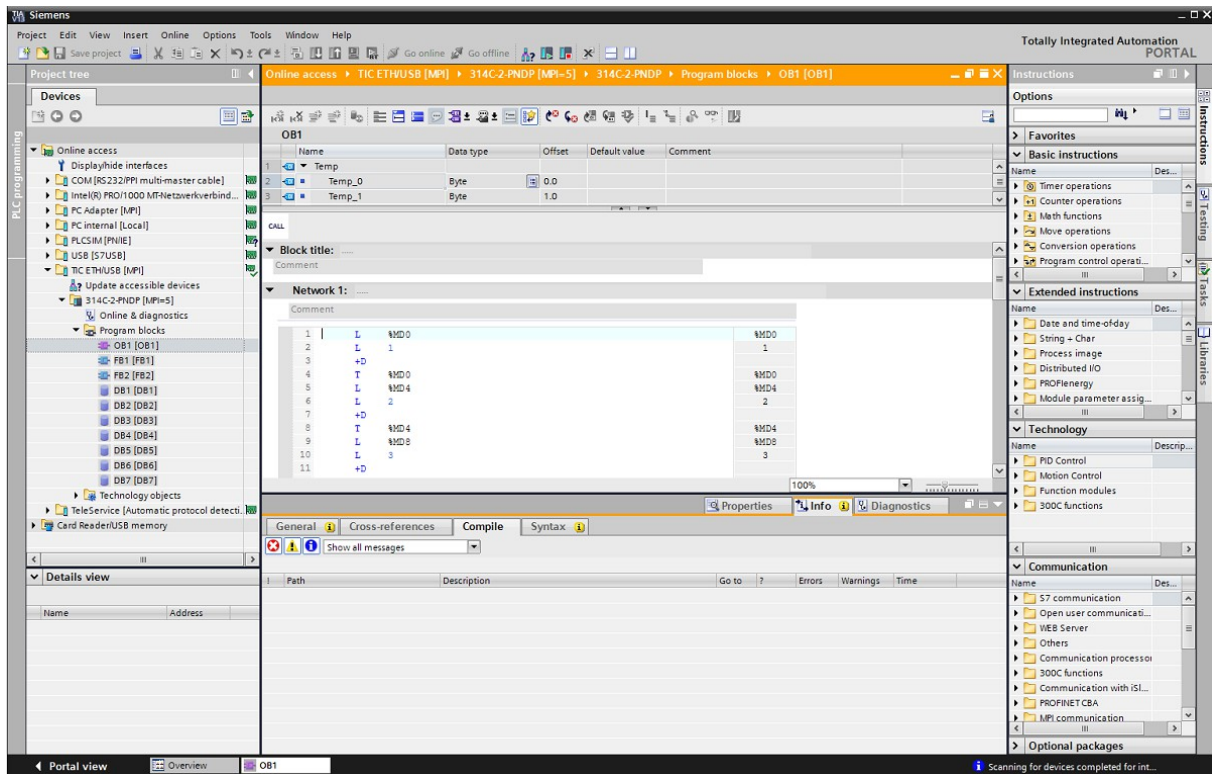 Siemens
Project Edit View Insert Online Options Tools Window Help
Save project Go online Go offline
Totally Integrated Automation
PORTAL
Project tree
Devices
PLC programming
Online access
Display/hide interfaces
COM [RS232/PPI multi-master cable]
Intel(R) PRO/1000 MT-Netzwerkverbind...
PC Adapter [MPI]
PC internal [Local]
PLCSIM [PN/IE]
USB [S7USB]
TIC ETH/USB [MPI]
Update accessible devices
314C-2-PNDP [MPI=5]
Online & diagnostics
Program blocks
OB1 [OB1]
FB1 [FB1]
FB2 [FB2]
DB1 [DB1]
DB2 [DB2]
DB3 [DB3]
DB4 [DB4]
DB5 [DB5]
DB6 [DB6]
DB7 [DB7]
Technology objects
TeleService [Automatic protocol detecti...
Card Reader/USB memory
Details view
Name Address
Online access TIC ETH/USB [MPI] 314C-2-PNDP [MPI=5] 314C-2-PNDP Program blocks OB1 [OB1]
OB1
Name Data type Offset Default value Comment
1 Temp
2 Temp_0 Byte 0.0
3 Temp_1 Byte 1.0
CALL
Block title: .....
Comment
Network 1: .....
Comment
1 L %MD0 %MD0
2 L 1 1
3 +D
4 T %MD0 %MD0
5 L %MD4 %MD4
6 L 2 2
7 +D
8 T %MD4 %MD4
9 L %MD8 %MD8
10 L 3 3
11 +D
100%
Properties Info Diagnostics
General Cross-references Compile Syntax
Show all messages
! Path Description Go to ? Errors Warnings Time
Instructions
Options
Favorites
Basic instructions
Name Des...
Timer operations
Counter operations
Math functions
Move operations
Conversion operations
Program control operati...
Extended instructions
Name Des...
Date and time-of-day
String + Char
Process image
Distributed I/O
PROFIenergy
Module parameter assig...
Technology
Name Descrip...
PID Control
Motion Control
Function modules
300C functions
Communication
Name Des...
S7 communication
Open user communicati...
WEB Server
Others
Communication processor
300C functions
Communication with iSl...
PROFINET CBA
MPI communication
Optional packages
Instructions
Testing
Tasks
Libraries
Portal view Overview OB1
Scanning for devices completed for int...